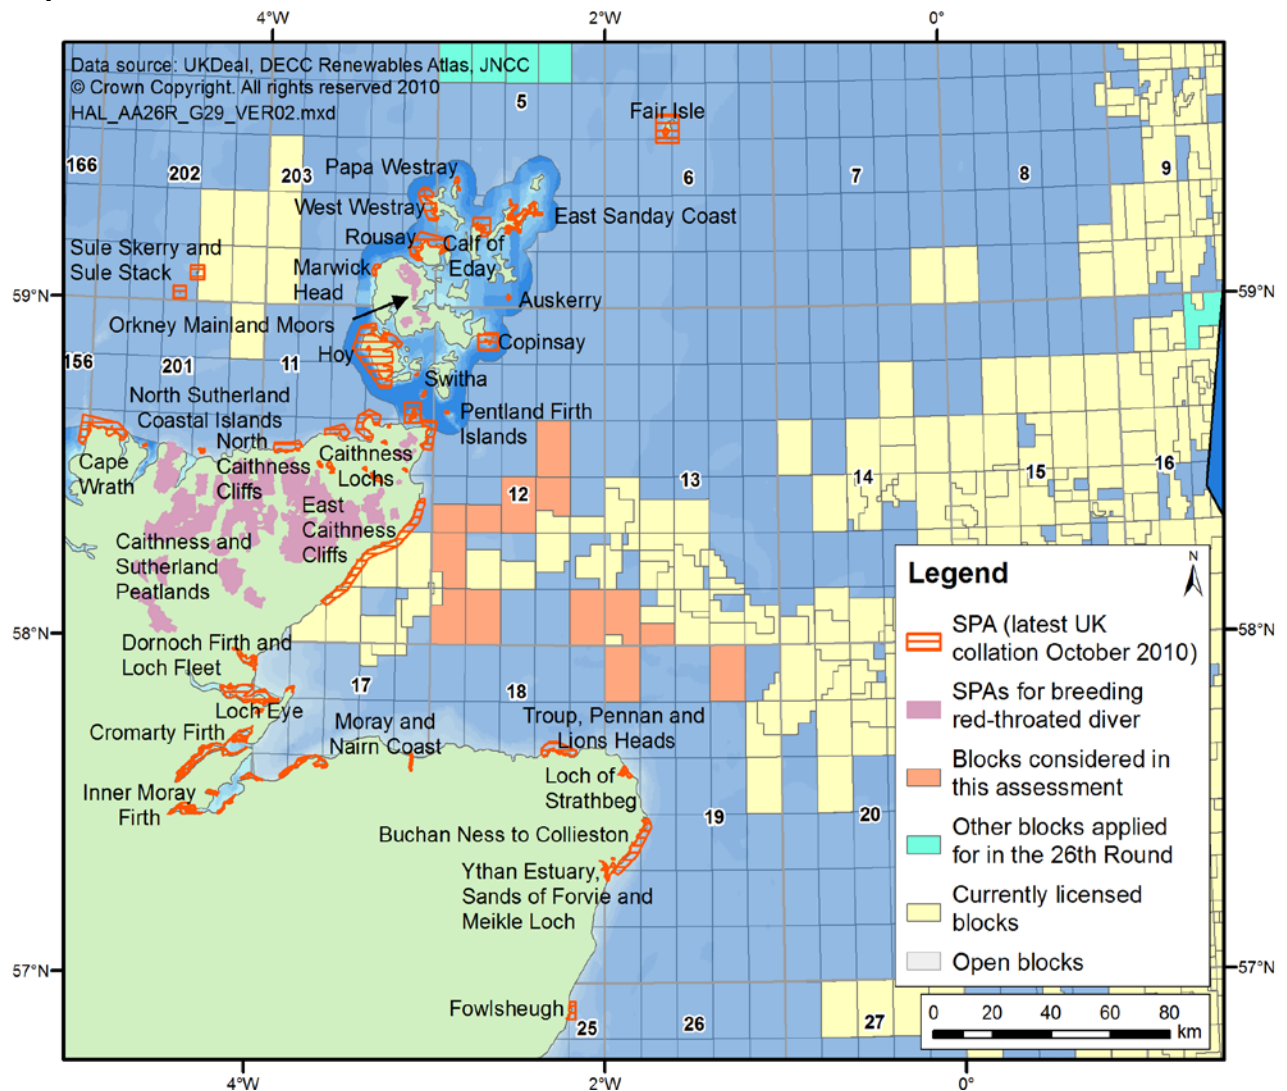 4°W
2°W
0°
Data source: UKDeal, DECC Renewables Atlas, JNCC
© Crown Copyright. All rights reserved 2010
HAL_AA26R_G29_VER02.mxd
5
Fair Isle
166
202
203
Papa Westray
6
7
8
9
West Westray
East Sanday Coast
Rousay
Calf of
Eday
Sule Skerry and
Sule Stack
Marwick
Head
59°N
59°N
Auskerry
Orkney Mainland Moors
Copinsay
Hoy
156
201
11
Switha
North Sutherland
Coastal Islands
Pentland Firth
Islands
North
Caithness
Cliffs
Caithness
Lochs
Cape
Wrath
12
13
14
15
16
East
Caithness
Cliffs
Caithness and
Sutherland
Peatlands
58°N
58°N
Dornoch Firth and
Loch Fleet
17
18
Loch Eye
Cromarty Firth
Moray and
Nairn Coast
Troup, Pennan and
Lions Heads
Loch of
Strathbeg
Inner Moray
Firth
19
20
Buchan Ness to Collieston
Ythan Estuary,
Sands of Forvie and
Meikle Loch
57°N
57°N
Fowlsheugh
25
26
27
Legend
N
SPA (latest UK
collation October 2010)
SPAs for breeding
red-throated diver
Blocks considered in
this assessment
Other blocks applied
for in the 26th Round
Currently licensed
blocks
Open blocks
0 20 40 60 80
km
4°W
2°W
0°